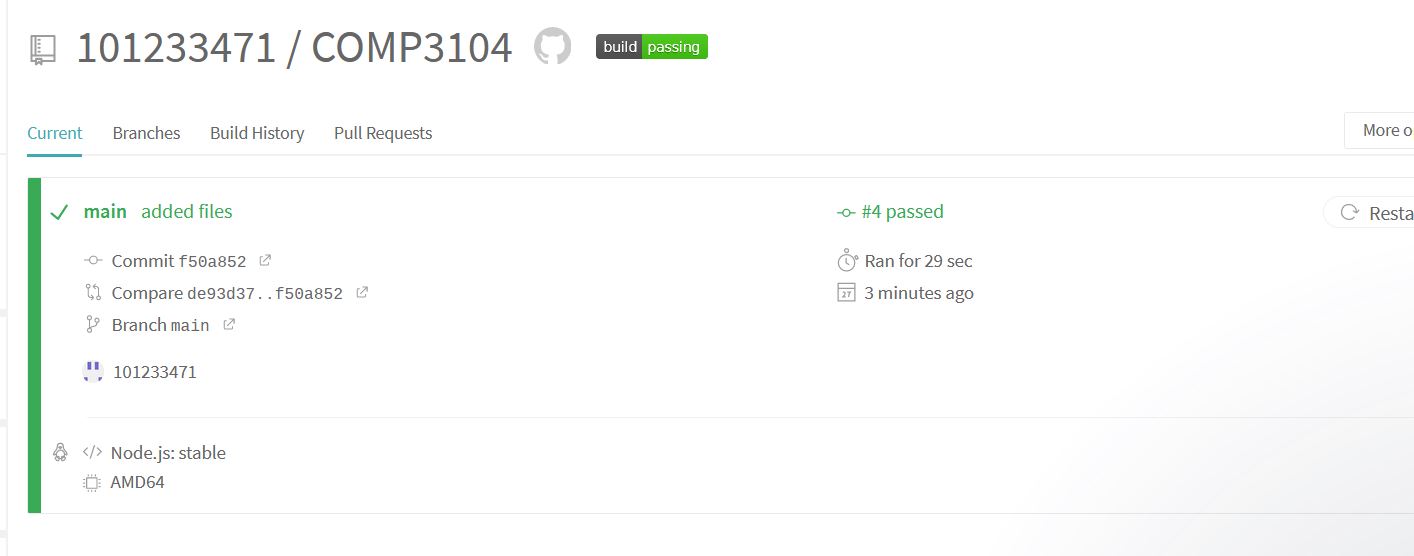 101233471 / COMP3104 build passing
Current Branches Build History Pull Requests More o
main added files #4 passed Resta
Commit f50a852 Ran for 29 sec
Compare de93d37..f50a852 27 3 minutes ago
Branch main
101233471
</> Node.js: stable
AMD64